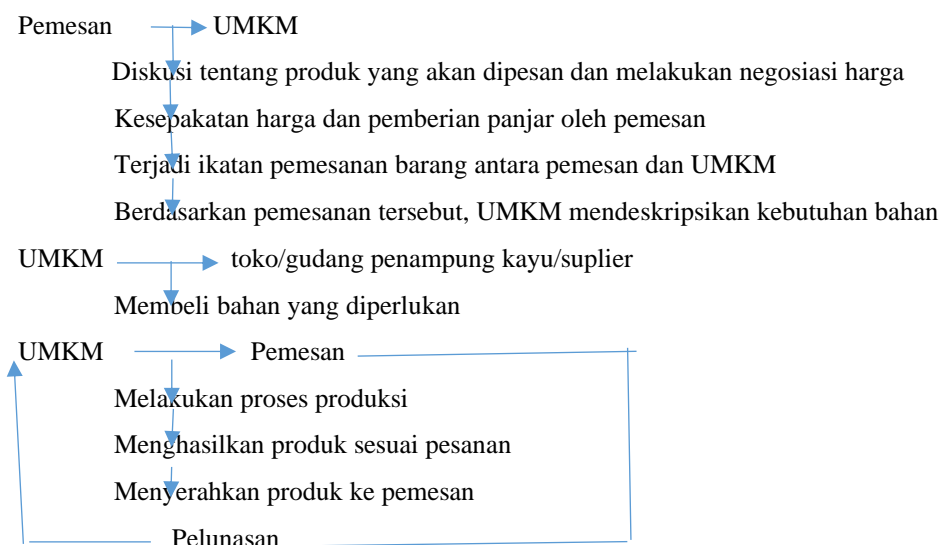 Pemesan UMKM
Diskusi tentang produk yang akan dipesan dan melakukan negosiasi harga
Kesepakatan harga dan pemberian panjar oleh pemesan
Terjadi ikatan pemesanan barang antara pemesan dan UMKM
Berdasarkan pemesanan tersebut, UMKM mendeskripsikan kebutuhan bahan
UMKM toko/gudang penampung kayu/suplier
Membeli bahan yang diperlukan
UMKM Pemesan
Melakukan proses produksi
Menghasilkan produk sesuai pesanan
Menyerahkan produk ke pemesan
Pelunasan